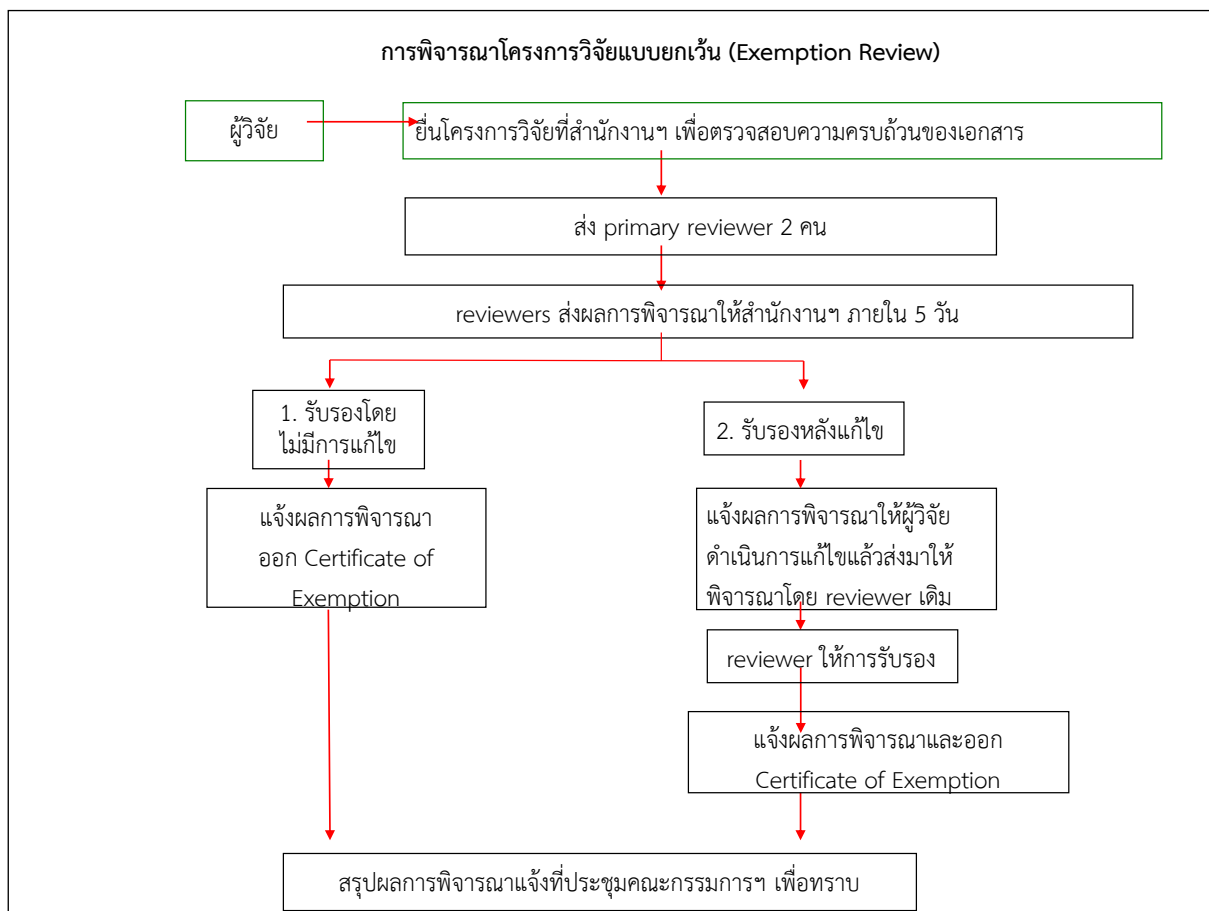 การพิจารณาโครงการวิจัยแบบยกเว้น (Exemption Review)
ผู้วิจัย
ยื่นโครงการวิจัยที่สำนักงานฯ เพื่อตรวจสอบความครบถ้วนของเอกสาร
ส่ง primary reviewer 2 คน
reviewers ส่งผลการพิจารณาให้สำนักงานฯ ภายใน 5 วัน
1. รับรองโดย
ไม่มีการแก้ไข
2. รับรองหลังแก้ไข
แจ้งผลการพิจารณา
ออก Certificate of
Exemption
แจ้งผลการพิจารณาให้ผู้วิจัย
ดำเนินการแก้ไขแล้วส่งมาให้
พิจารณาโดย reviewer เดิม
reviewer ให้การรับรอง
แจ้งผลการพิจารณาและออก
Certificate of Exemption
สรุปผลการพิจารณาแจ้งที่ประชุมคณะกรรมการฯ เพื่อทราบ